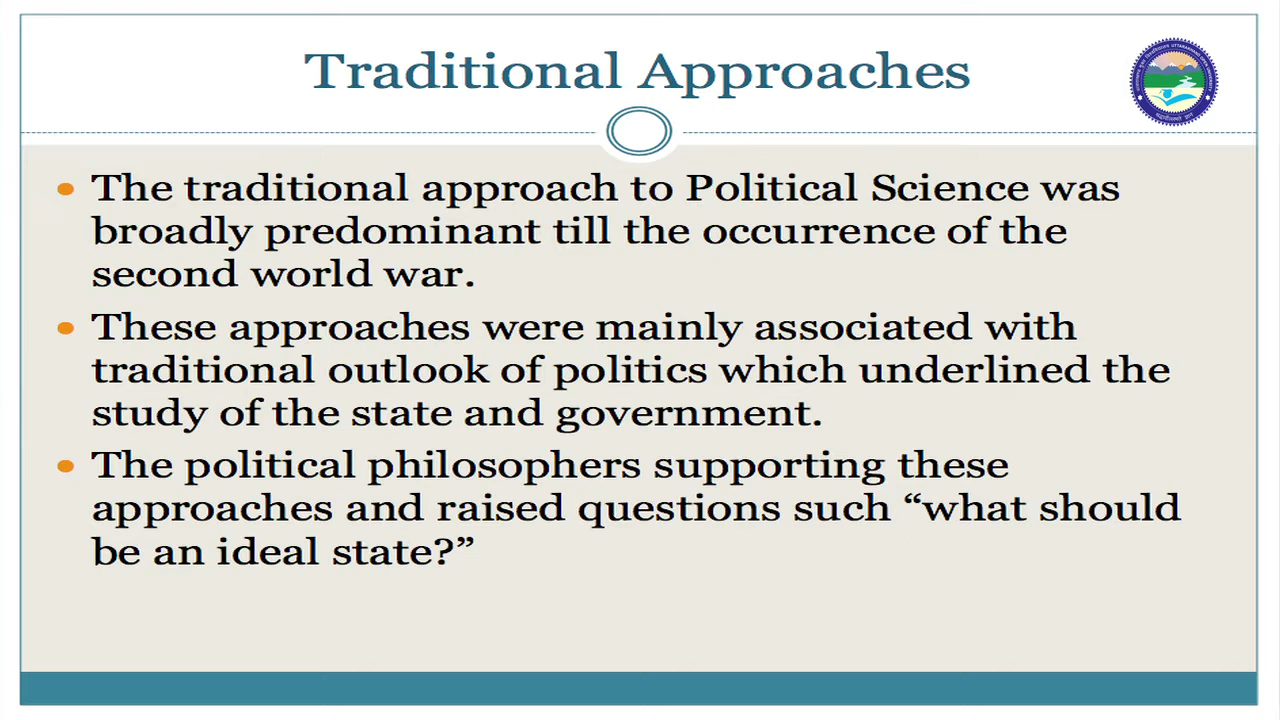 Traditional Approaches
The traditional approach to Political Science was
broadly predominant till the occurrence of the
second world war.
These approaches were mainly associated with
traditional outlook of politics which underlined the
study of the state and government.
The political philosophers supporting these
approaches and raised questions such “what should
be an ideal state?”